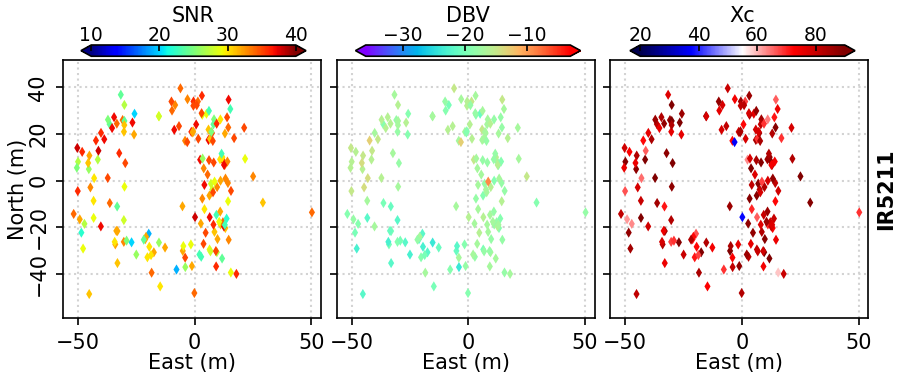 SNR DBV Xc
10 20 30 40 −30 −20 −10 20 40 60 80
40
20
0
−20
−40
North (m)
−50 0 50 −50 0 50 −50 0 50
East (m) East (m) East (m)
IR5211